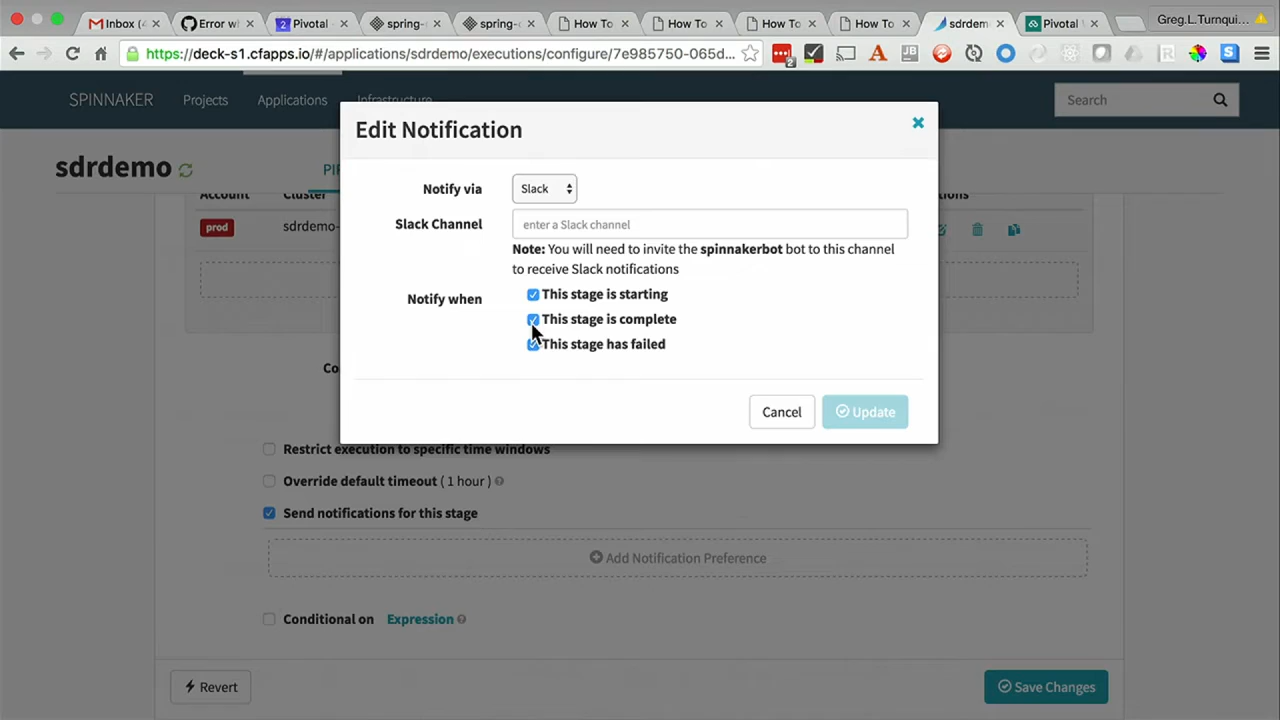 Inbox (4
Error wi
Pivotal -
spring-
spring-
How To
How To
How To
How To
sdrdem
Pivotal
Greg.L.Turnqui...
https://deck-s1.cfapps.io/#/applications/sdrdemo/executions/configure/7e985750-065d...
SPINNAKER
Projects
Applications
Infrastructure
Search
sdrdemo
PIP
Edit Notification
Notify via
Slack
Slack Channel
enter a Slack channel
Note: You will need to invite the spinnakerbot bot to this channel
to receive Slack notifications
Notify when
This stage is starting
This stage is complete
This stage has failed
Cancel
Update
Account
Cluster
prod
sdrdemo-
Restrict execution to specific time windows
Override default timeout ( 1 hour )
Send notifications for this stage
Add Notification Preference
Conditional on Expression
Revert
Save Changes